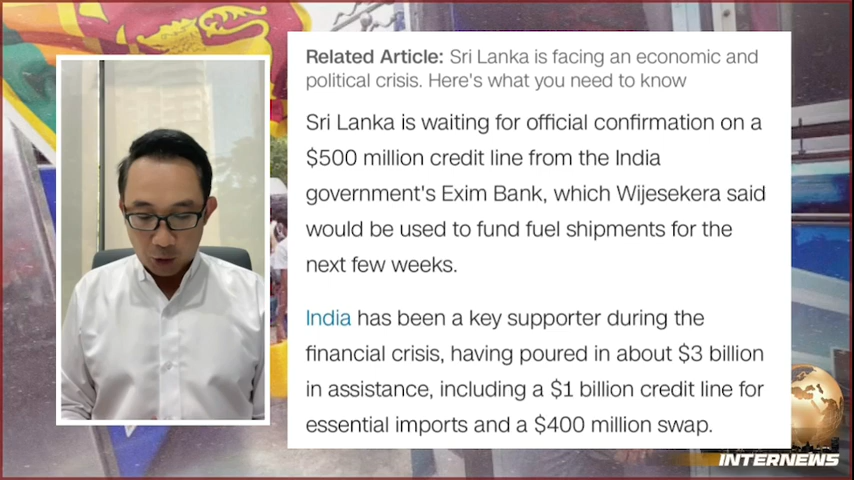 Related Article: Sri Lanka is facing an economic and
political crisis. Here's what you need to know
Sri Lanka is waiting for official confirmation on a
$500 million credit line from the India
government's Exim Bank, which Wijesekera said
would be used to fund fuel shipments for the
next few weeks.
India has been a key supporter during the
financial crisis, having poured in about $3 billion
in assistance, including a $1 billion credit line for
essential imports and a $400 million swap.
INTERNEWS